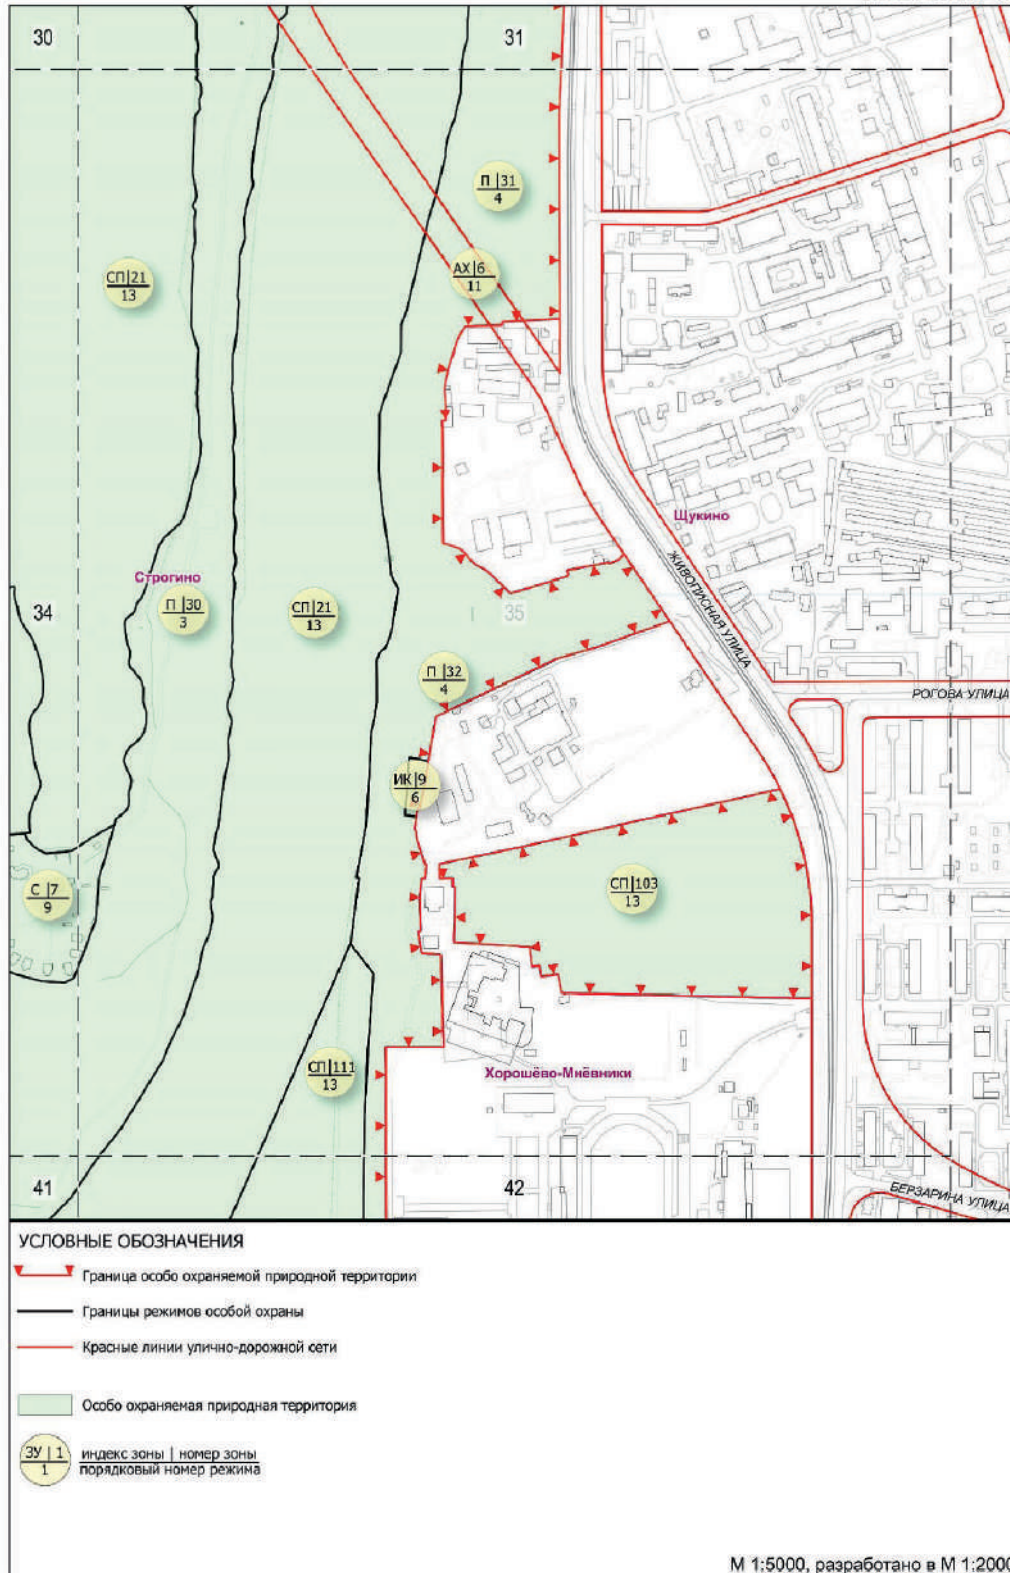 30
31
П |31
4
АХ|6
11
СП|21
13
Щукино
ЖИВОПИСНАЯ УЛИЦА
Строгино
П |30
3
СП|21
13
34
35
П |32
4
РОГОВА УЛИЦА
ИК|9
6
С |7
9
СП|103
13
СП|111
13
Хорошёво-Мнёвники
41
42
БЕРЗАРИНА УЛИЦА
УСЛОВНЫЕ ОБОЗНАЧЕНИЯ
Граница особо охраняемой природной территории
Границы режимов особой охраны
Красные линии улично-дорожной сети
Особо охраняемая природная территория
ЗУ | 1
1
индекс зоны | номер зоны
порядковый номер режима
М 1:5000, разработано в М 1:2000